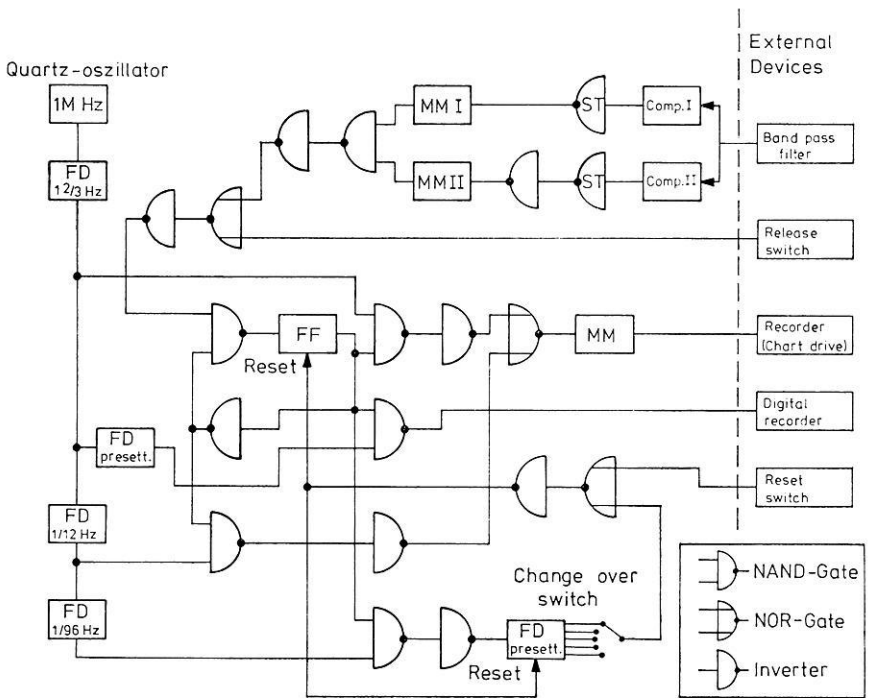 External
Devices
Quartz-oszillator
1M Hz
FD
1 2/3 Hz
MM I
ST
Comp.I
Band pass
filter
MMII
ST
Comp.II
Release
switch
FF
Reset
MM
Recorder
(Chart drive)
Digital
recorder
FD
presett.
Reset
switch
FD
1/12 Hz
Change over
switch
FD
1/96 Hz
FD
presett.
Reset
NAND-Gate
NOR-Gate
Inverter